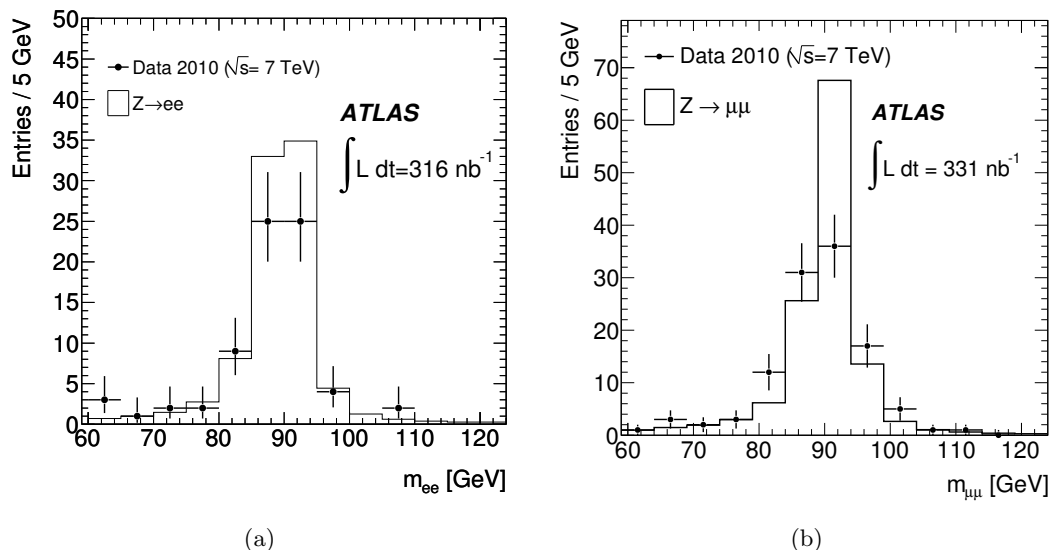 Entries / 5 GeV
50
45
40
35
30
25
20
15
10
5
0
Data 2010 (√s= 7 TeV)
Z→ee
ATLAS
∫ L dt=316 nb⁻¹
60 70 80 90 100 110 120
m_ee [GeV]
(a)
Entries / 5 GeV
70
60
50
40
30
20
10
0
Data 2010 (√s= 7 TeV)
Z → μμ
ATLAS
∫ L dt = 331 nb⁻¹
60 70 80 90 100 110 120
m_μμ [GeV]
(b)